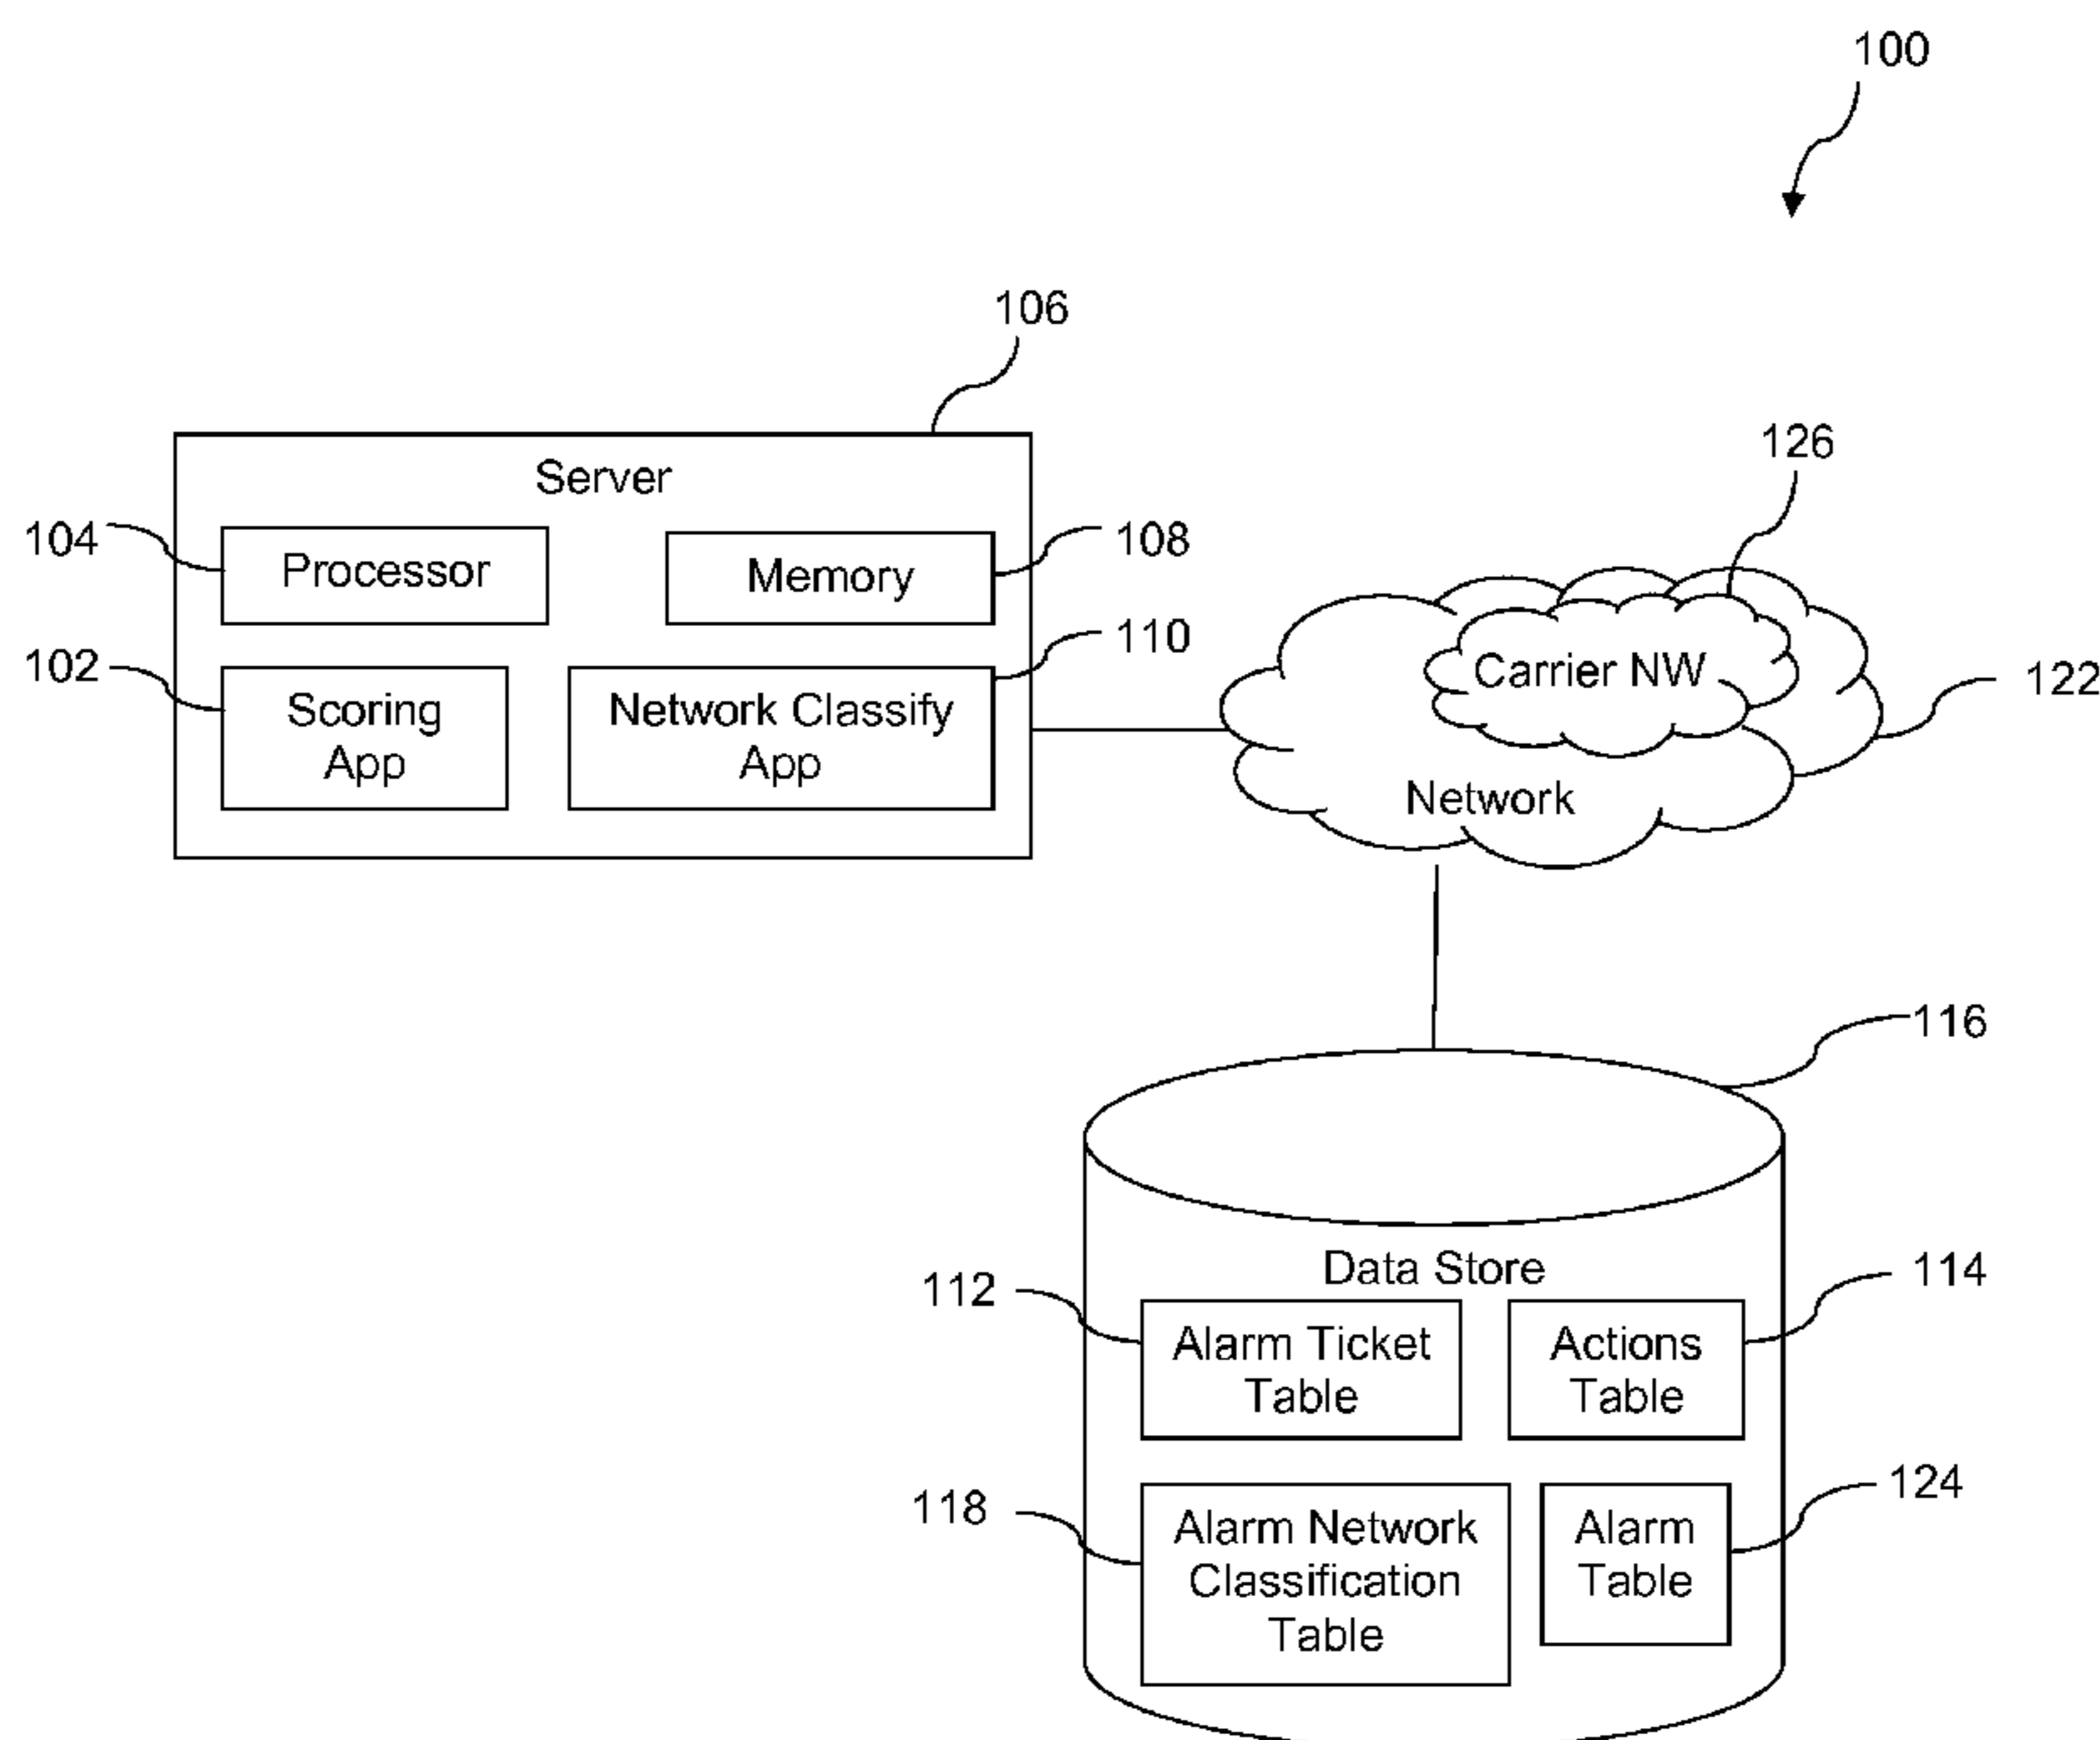 100
106
Server
126
104
Processor
108
Memory
110
102
Scoring
App
Network Classify
App
Carrier NW
122
Network
116
Data Store
112
114
Alarm Ticket
Table
Actions
Table
118
124
Alarm Network
Classification
Table
Alarm
Table